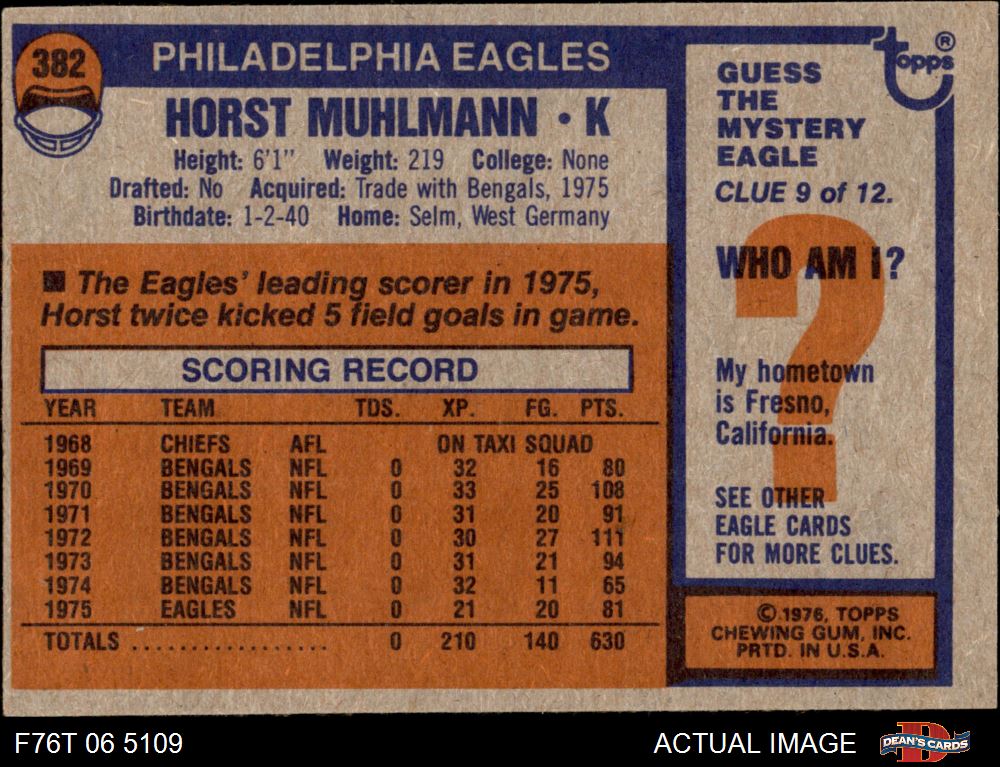 382
PHILADELPHIA EAGLES
HORST MUHLMANN • K
Height: 6'1" Weight: 219 College: None
Drafted: No Acquired: Trade with Bengals, 1975
Birthdate: 1-2-40 Home: Selm, West Germany
■ The Eagles' leading scorer in 1975,
Horst twice kicked 5 field goals in game.
SCORING RECORD
YEAR TEAM TDS. XP. FG. PTS.
1968 CHIEFS AFL ON TAXI SQUAD
1969 BENGALS NFL 0 32 16 80
1970 BENGALS NFL 0 33 25 108
1971 BENGALS NFL 0 31 20 91
1972 BENGALS NFL 0 30 27 111
1973 BENGALS NFL 0 31 21 94
1974 BENGALS NFL 0 32 11 65
1975 EAGLES NFL 0 21 20 81
TOTALS .................. 0 210 140 630
topps®
GUESS
THE
MYSTERY
EAGLE
CLUE 9 of 12.
WHO AM I?
My hometown
is Fresno,
California.
SEE OTHER
EAGLE CARDS
FOR MORE CLUES.
© 1976, TOPPS
CHEWING GUM, INC.
PRTD. IN U.S.A.
F76T 06 5109
ACTUAL IMAGE
D
DEAN'S CARDS